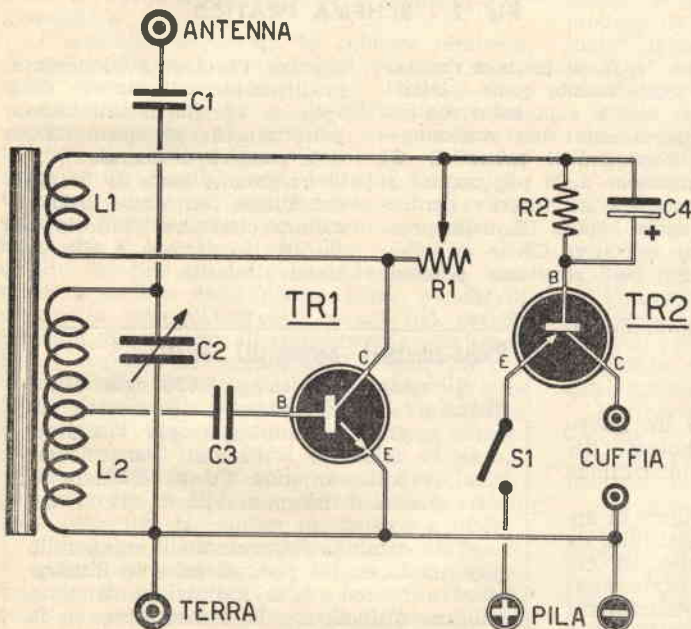 ANTENNA
C1
L1
R1
R2
C4
+
B
TR2
E
C
TR1
C
B
E
C2
C3
L2
S1
CUFFIA
TERRA
+ PILA −